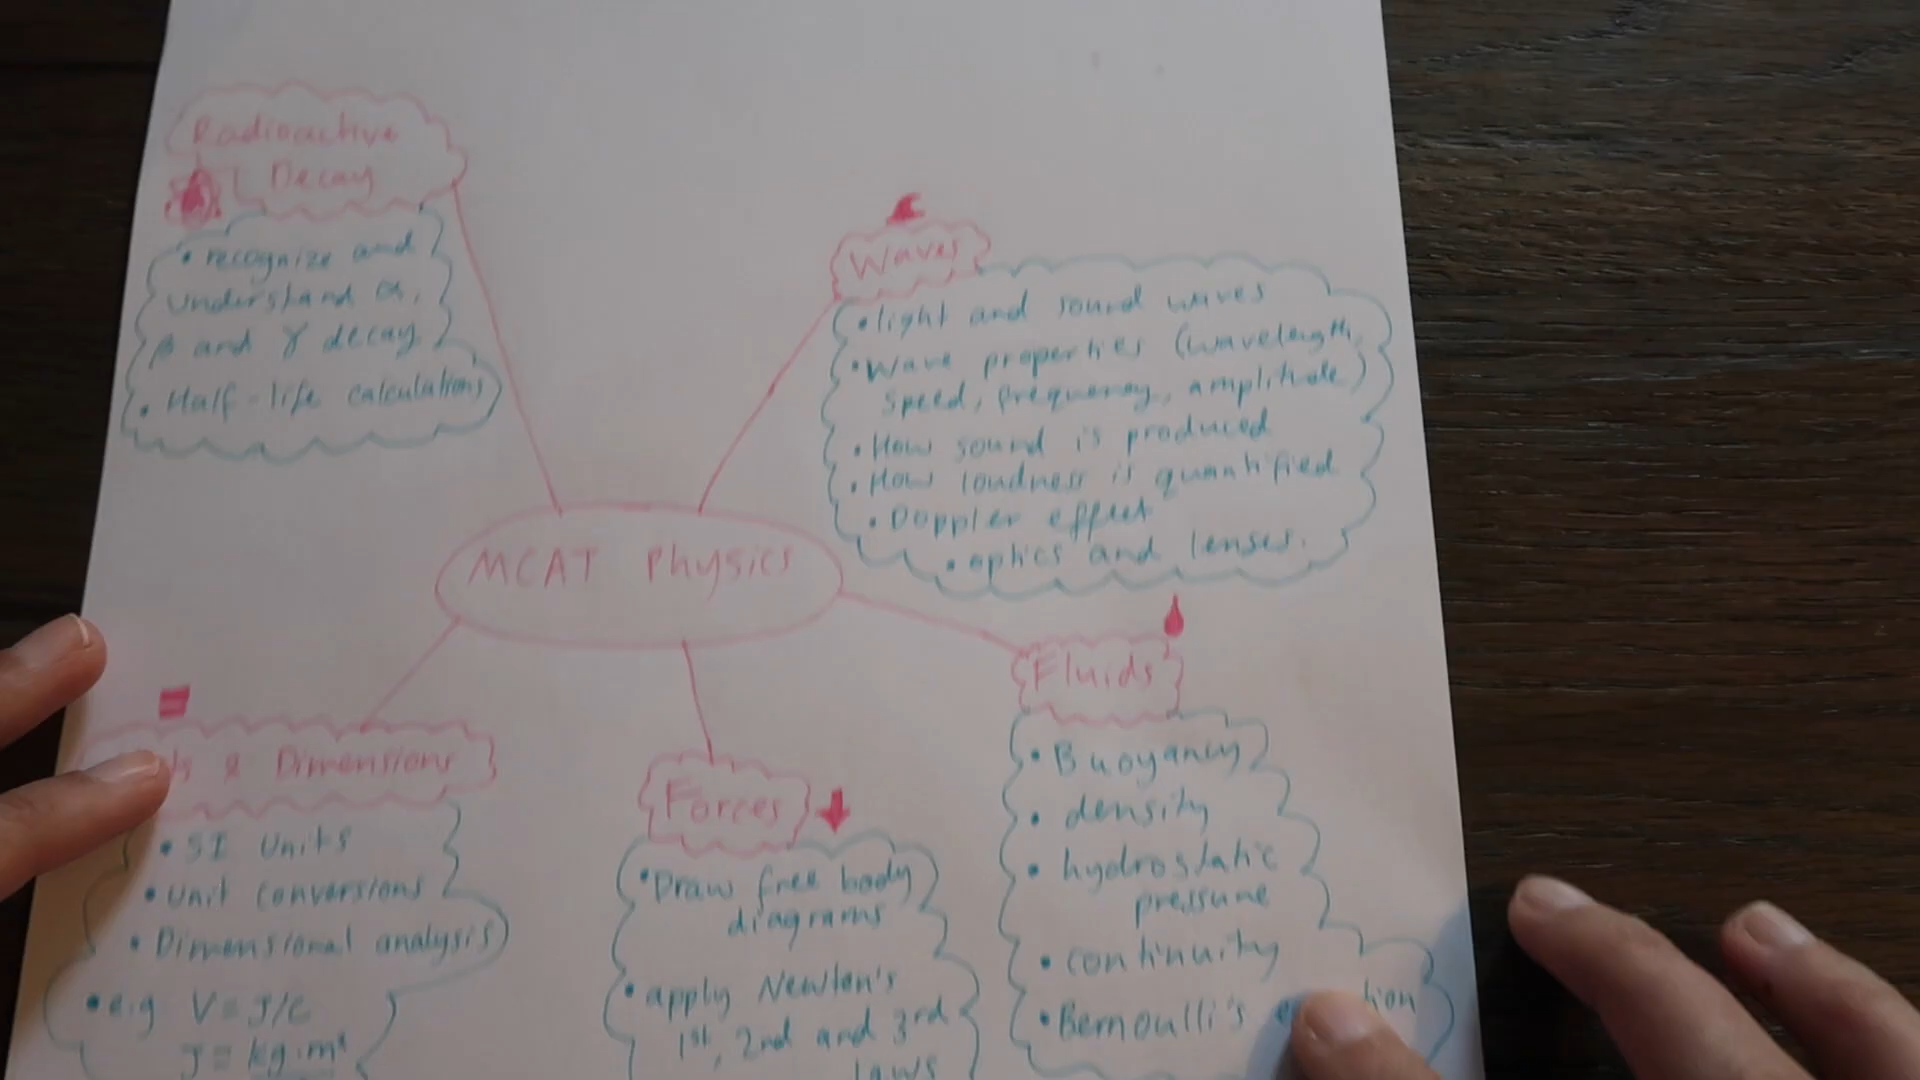 Radioactive
Decay
• recognize and
understand α,
β and γ decay
• Half-life calculations
Waves
• light and sound waves
• Wave properties (wavelength,
speed, frequency, amplitude)
• How sound is produced
• How loudness is quantified
• Doppler effect
• optics and lenses.
MCAT Physics
& Dimensions
• SI Units
• Unit conversions
• Dimensional analysis
• e.g V = J/C
J = kg·m²
Forces
• Draw free body
diagrams
• apply Newton's
1st, 2nd and 3rd
laws
Fluids
• Buoyancy
• density
• hydrostatic
pressure
• continuity
• Bernoulli's